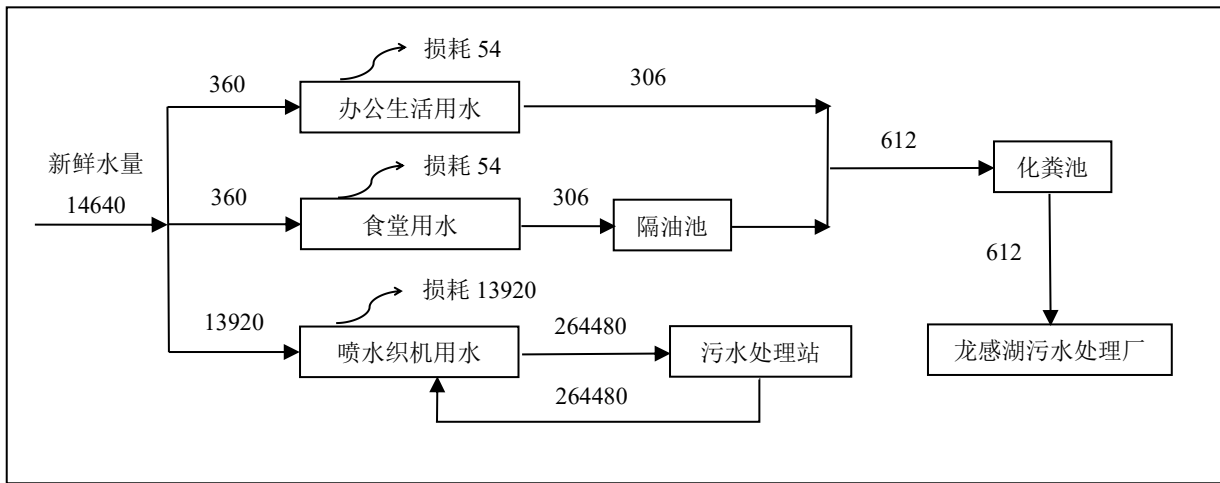 损耗 54
360
306
办公生活用水
612
新鲜水量
损耗 54
化粪池
14640
360
306
食堂用水
隔油池
612
损耗 13920
13920
264480
喷水织机用水
污水处理站
龙感湖污水处理厂
264480